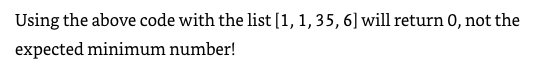 Using the above code with the list [1, 1, 35, 6] will return 0, not the
expected minimum number!